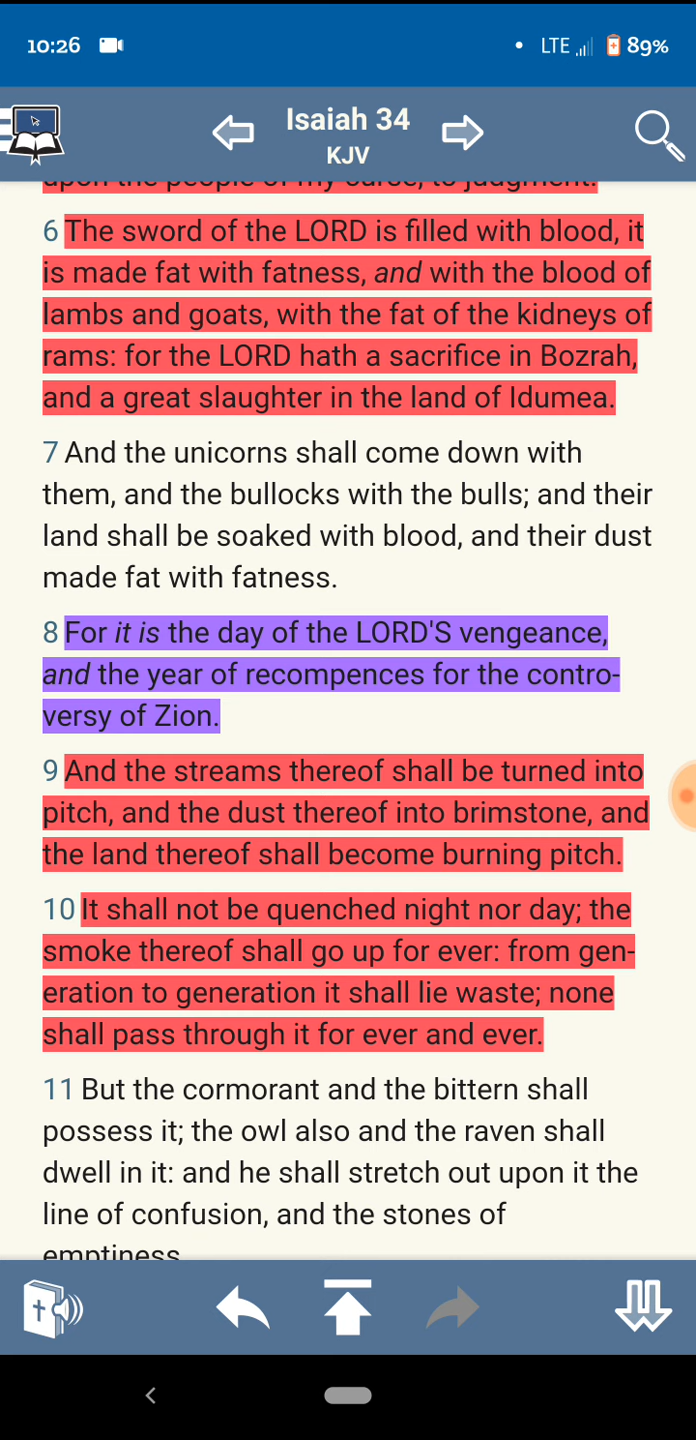 10:26
LTE
89%
Isaiah 34
KJV
upon the people of my curse, to judgment.
6 The sword of the LORD is filled with blood, it
is made fat with fatness, and with the blood of
lambs and goats, with the fat of the kidneys of
rams: for the LORD hath a sacrifice in Bozrah,
and a great slaughter in the land of Idumea.
7 And the unicorns shall come down with
them, and the bullocks with the bulls; and their
land shall be soaked with blood, and their dust
made fat with fatness.
8 For it is the day of the LORD'S vengeance,
and the year of recompences for the contro-
versy of Zion.
9 And the streams thereof shall be turned into
pitch, and the dust thereof into brimstone, and
the land thereof shall become burning pitch.
10 It shall not be quenched night nor day; the
smoke thereof shall go up for ever: from gen-
eration to generation it shall lie waste; none
shall pass through it for ever and ever.
11 But the cormorant and the bittern shall
possess it; the owl also and the raven shall
dwell in it: and he shall stretch out upon it the
line of confusion, and the stones of
emptiness